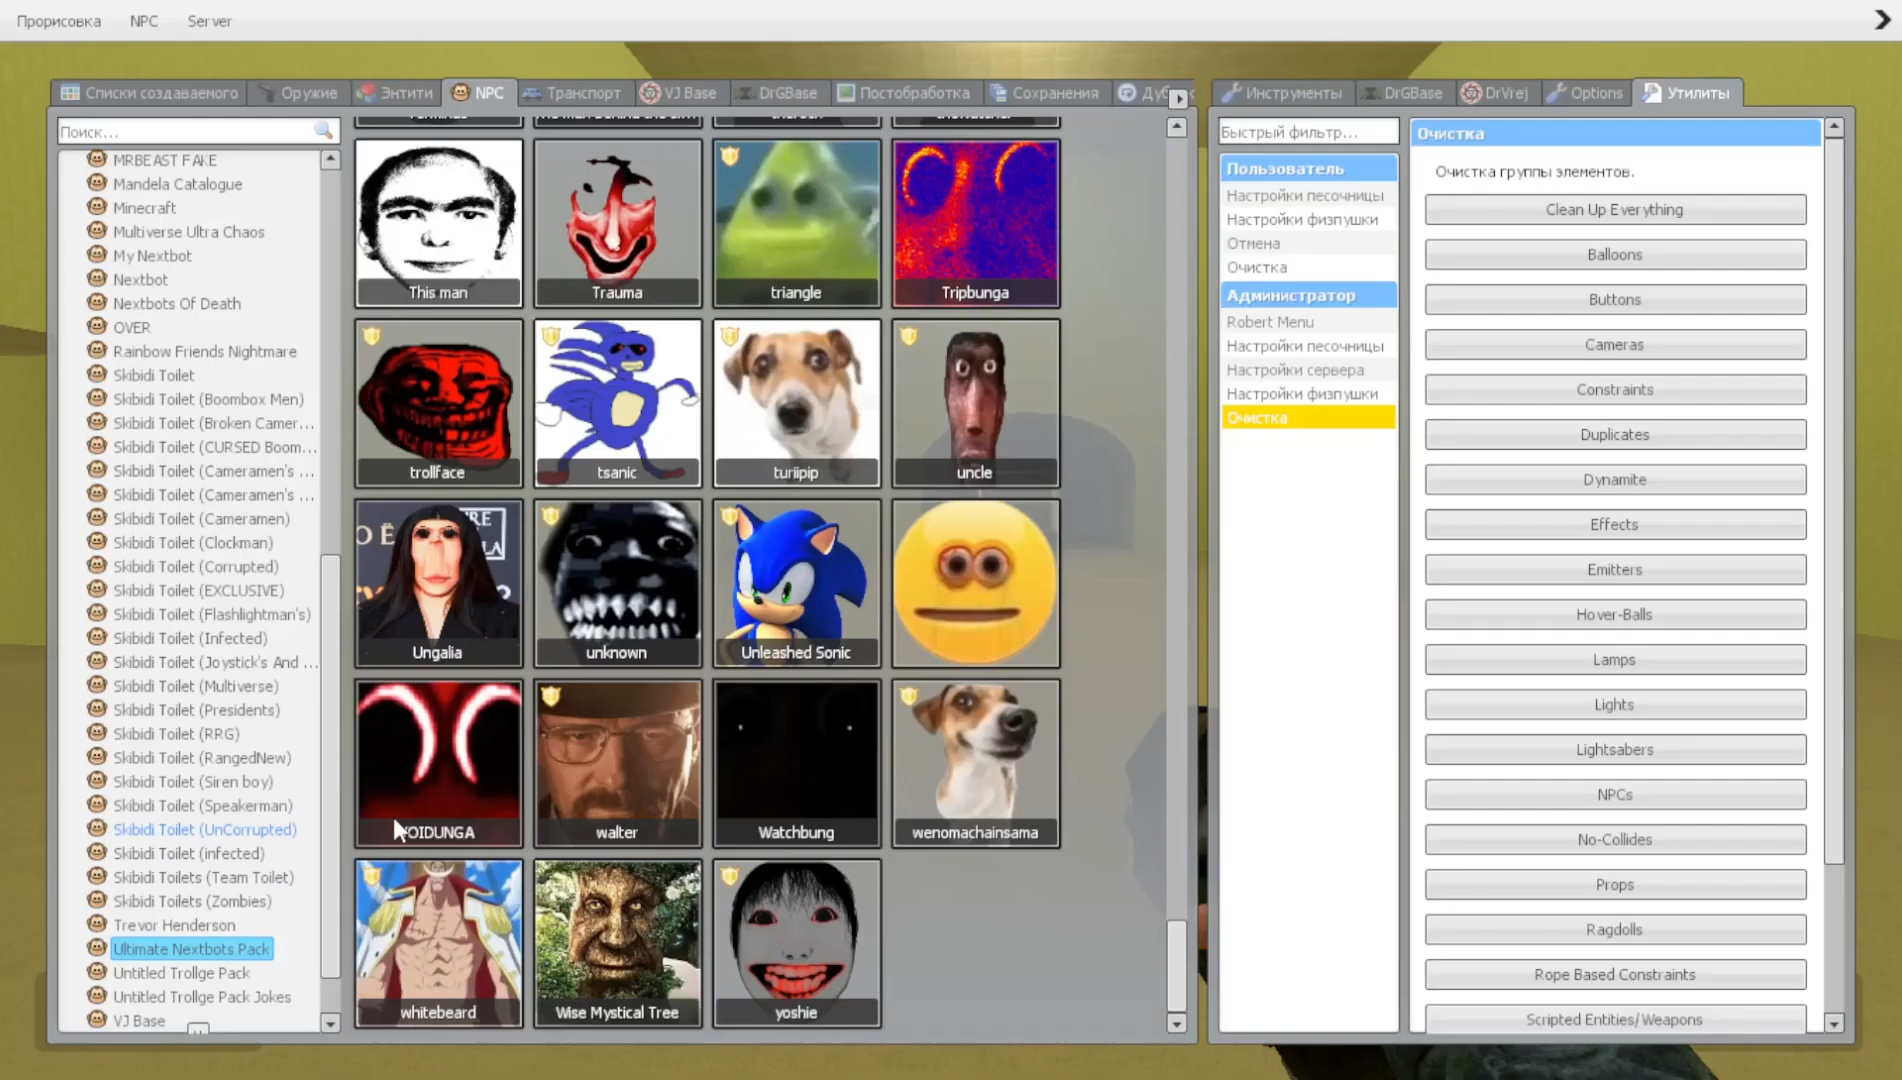 Прорисовка NPC Server
Списки создаваемого Оружие Энтити NPC Транспорт VJ Base DrGBase Постобработка Сохранения
Поиск...
MRBEAST FAKE
Mandela Catalogue
Minecraft
Multiverse Ultra Chaos
My Nextbot
Nextbot
Nextbots Of Death
OVER
Rainbow Friends Nightmare
Skibidi Toilet
Skibidi Toilet (Boombox Men)
Skibidi Toilet (Broken Camer...
Skibidi Toilet (CURSED Boom...
Skibidi Toilet (Cameramen's ...
Skibidi Toilet (Cameramen's ...
Skibidi Toilet (Cameramen)
Skibidi Toilet (Clockman)
Skibidi Toilet (Corrupted)
Skibidi Toilet (EXCLUSIVE)
Skibidi Toilet (Flashlightman's)
Skibidi Toilet (Infected)
Skibidi Toilet (Joystick's And ...
Skibidi Toilet (Multiverse)
Skibidi Toilet (Presidents)
Skibidi Toilet (RRG)
Skibidi Toilet (RangedNew)
Skibidi Toilet (Siren boy)
Skibidi Toilet (Speakerman)
Skibidi Toilet (UnCorrupted)
Skibidi Toilet (infected)
Skibidi Toilets (Team Toilet)
Skibidi Toilets (Zombies)
Trevor Henderson
Ultimate Nextbots Pack
Untitled Trollge Pack
Untitled Trollge Pack Jokes
VJ Base
This man Trauma triangle Tripbunga
trollface tsanic turiipip uncle
Ungalia unknown Unleashed Sonic
OIDUNGA walter Watchbung wenomachainsama
whitebeard Wise Mystical Tree yoshie
Инструменты DrGBase DrVrej Options Утилиты
Быстрый фильтр...
Пользователь
Настройки песочницы
Настройки физпушки
Отмена
Очистка
Администратор
Robert Menu
Настройки песочницы
Настройки сервера
Настройки физпушки
Очистка
Очистка
Очистка группы элементов.
Clean Up Everything
Balloons
Buttons
Cameras
Constraints
Duplicates
Dynamite
Effects
Emitters
Hover-Balls
Lamps
Lights
Lightsabers
NPCs
No-Collides
Props
Ragdolls
Rope Based Constraints
Scripted Entities/Weapons